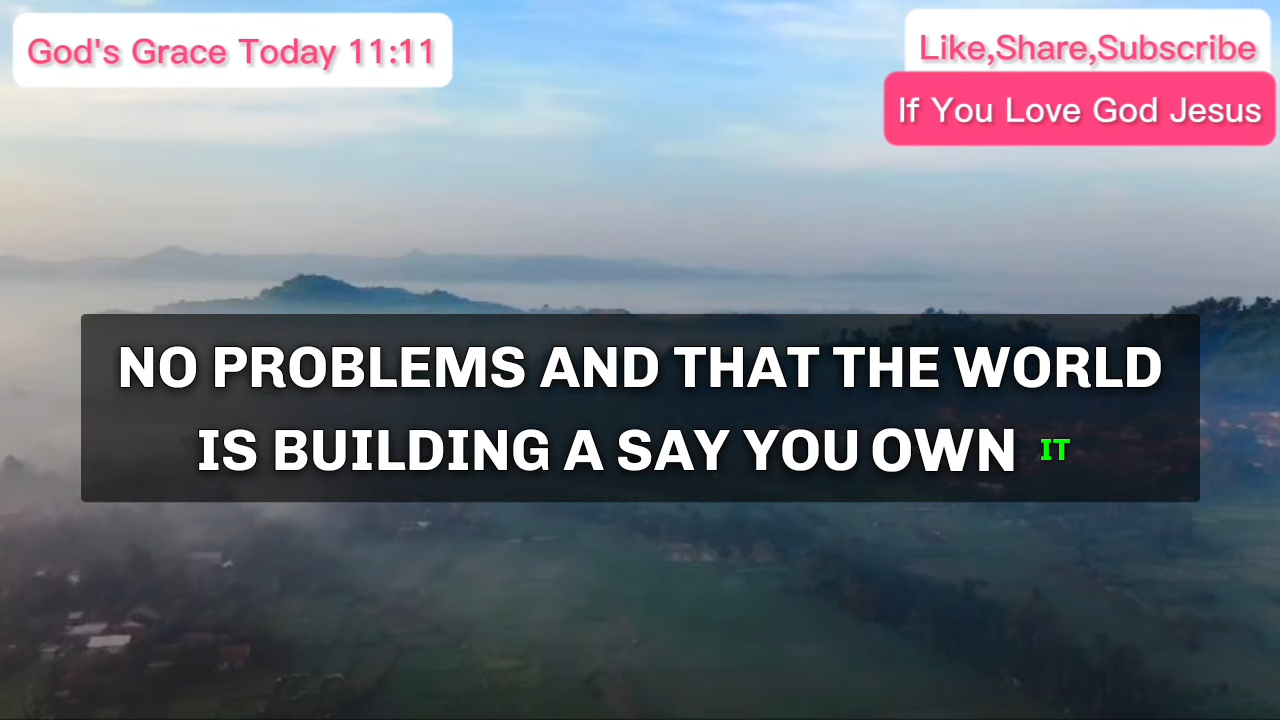 God's Grace Today 11:11
Like,Share,Subscribe
If You Love God Jesus
NO PROBLEMS AND THAT THE WORLD
IS BUILDING A SAY YOU OWN IT